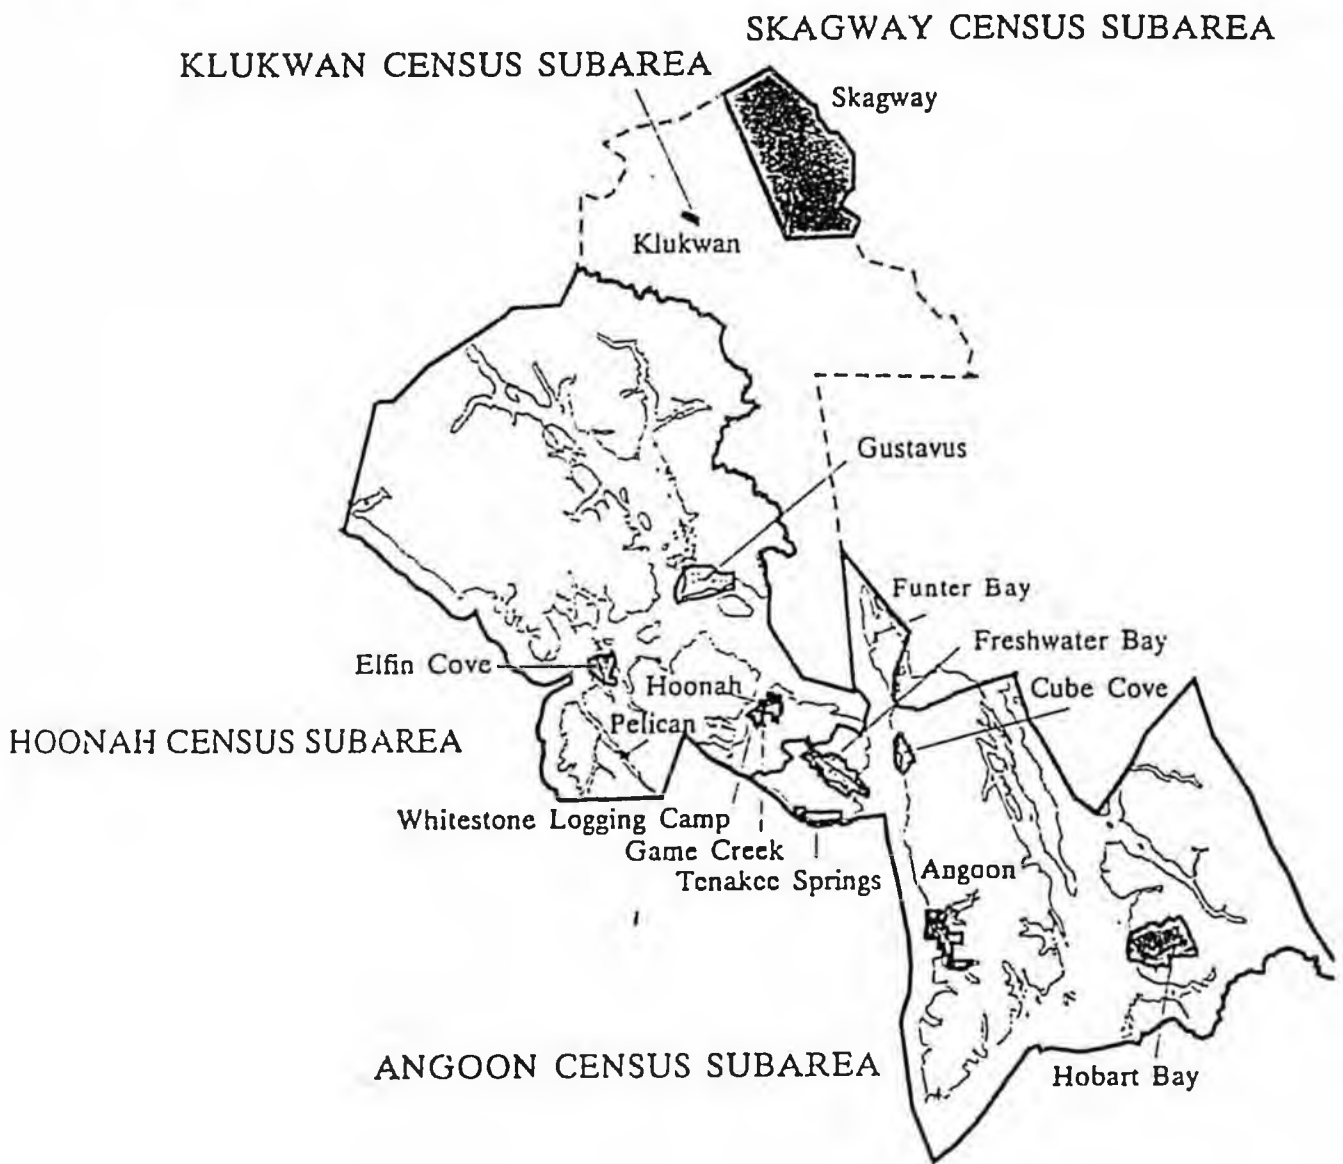 SKAGWAY CENSUS SUBAREA
KLUKWAN CENSUS SUBAREA
Skagway
Klukwan
Gustavus
Funter Bay
Freshwater Bay
Elfin Cove
Hoonah
Cube Cove
Pelican
HOONAH CENSUS SUBAREA
Whitestone Logging Camp
Game Creek
Tenakee Springs
Angoon
ANGOON CENSUS SUBAREA
Hobart Bay